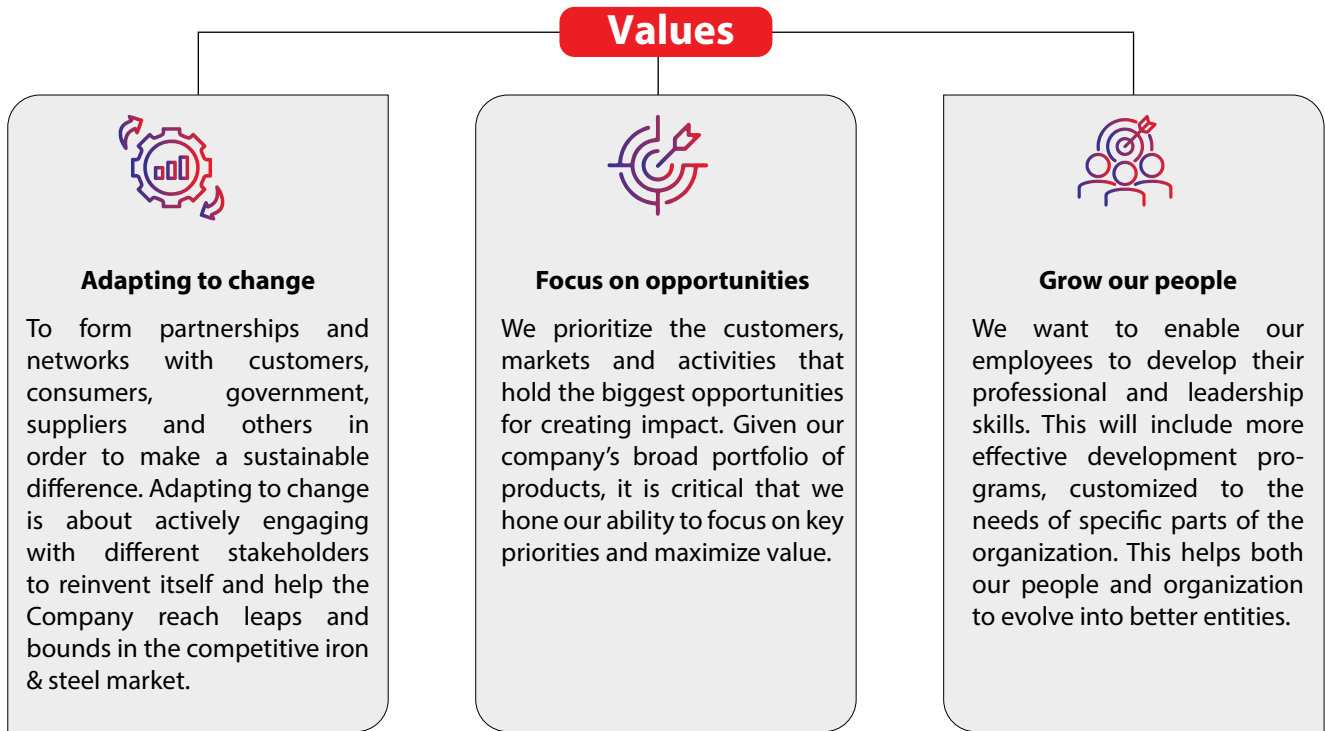 Values
Adapting to change
To form partnerships and
networks with customers,
consumers, government,
suppliers and others in
order to make a sustainable
difference. Adapting to change
is about actively engaging
with different stakeholders
to reinvent itself and help the
Company reach leaps and
bounds in the competitive iron
& steel market.
Focus on opportunities
We prioritize the customers,
markets and activities that
hold the biggest opportunities
for creating impact. Given our
company’s broad portfolio of
products, it is critical that we
hone our ability to focus on key
priorities and maximize value.
Grow our people
We want to enable our
employees to develop their
professional and leadership
skills. This will include more
effective development pro-
grams, customized to the
needs of specific parts of the
organization. This helps both
our people and organization
to evolve into better entities.